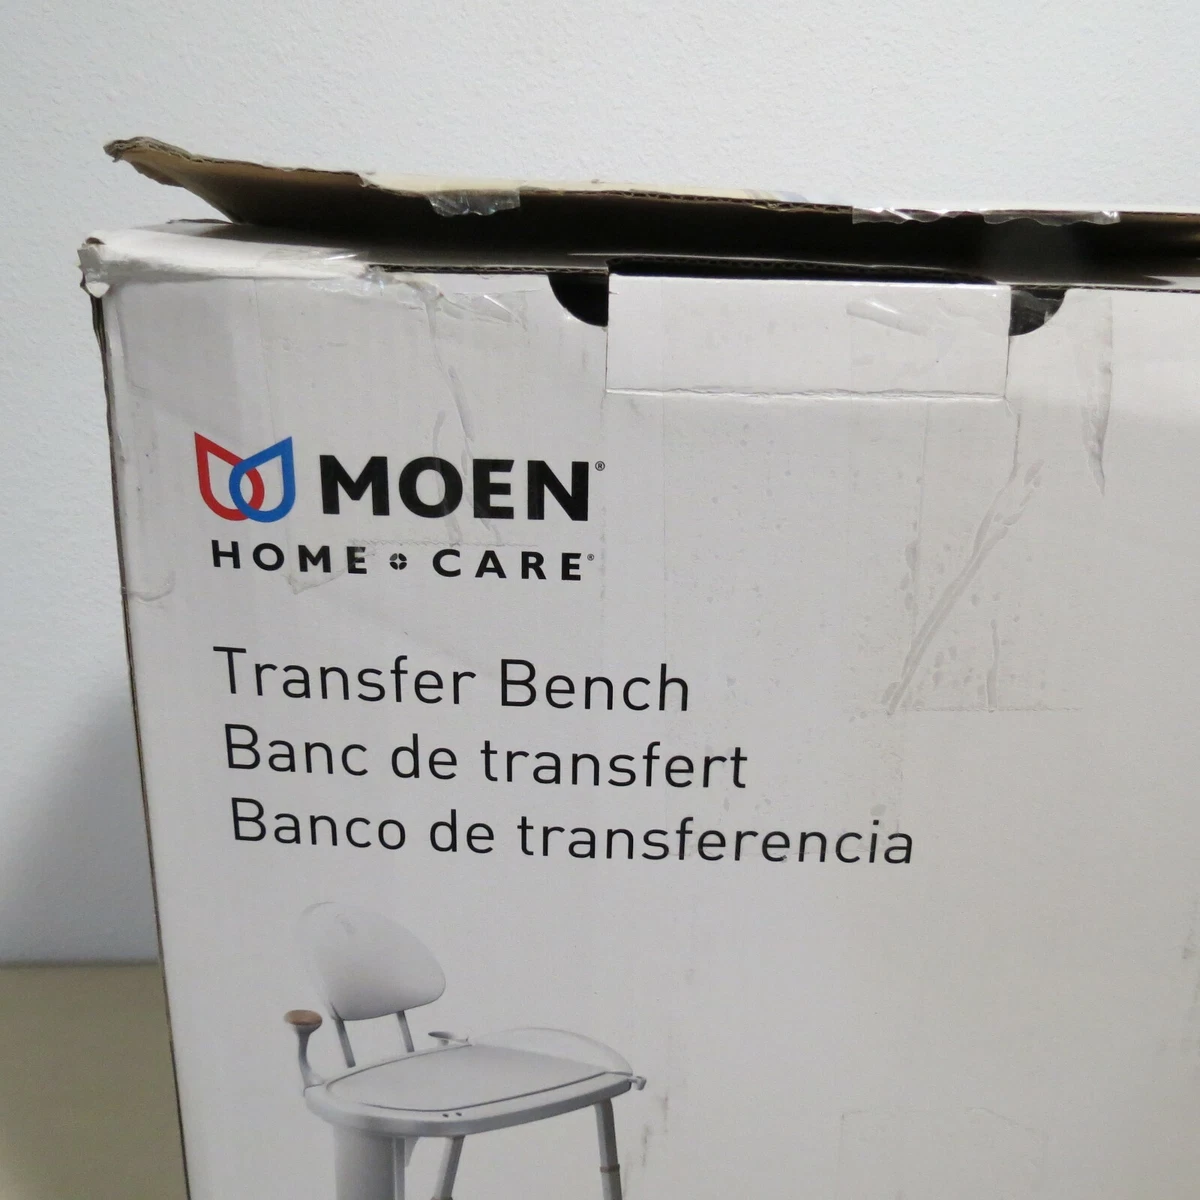 MOEN®
HOME CARE®
Transfer Bench
Banc de transfert
Banco de transferencia